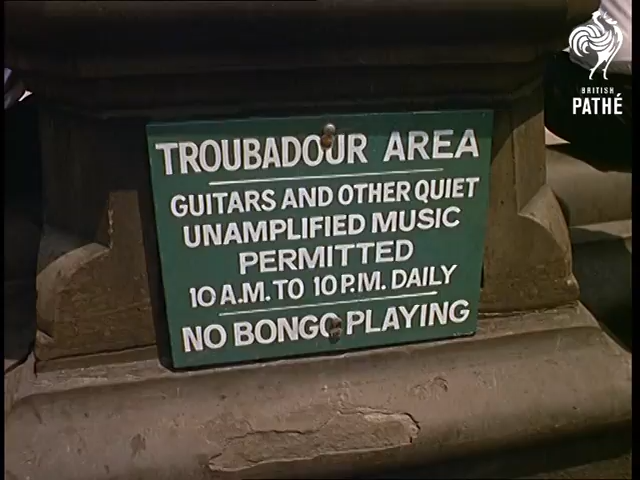 BRITISH
PATHÉ
TROUBADOUR AREA
GUITARS AND OTHER QUIET
UNAMPLIFIED MUSIC
PERMITTED
10 A.M. TO 10 P.M. DAILY
NO BONGO PLAYING